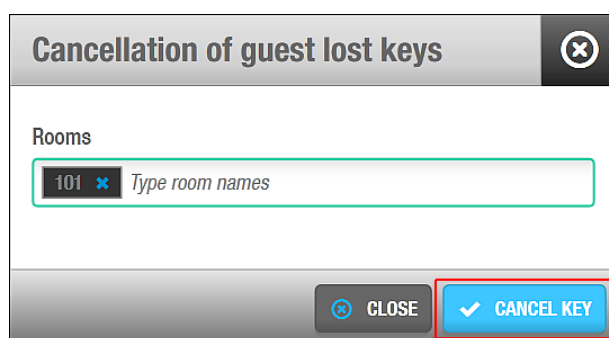 Cancellation of guest lost keys
Rooms
101 Type room names
CLOSE CANCEL KEY